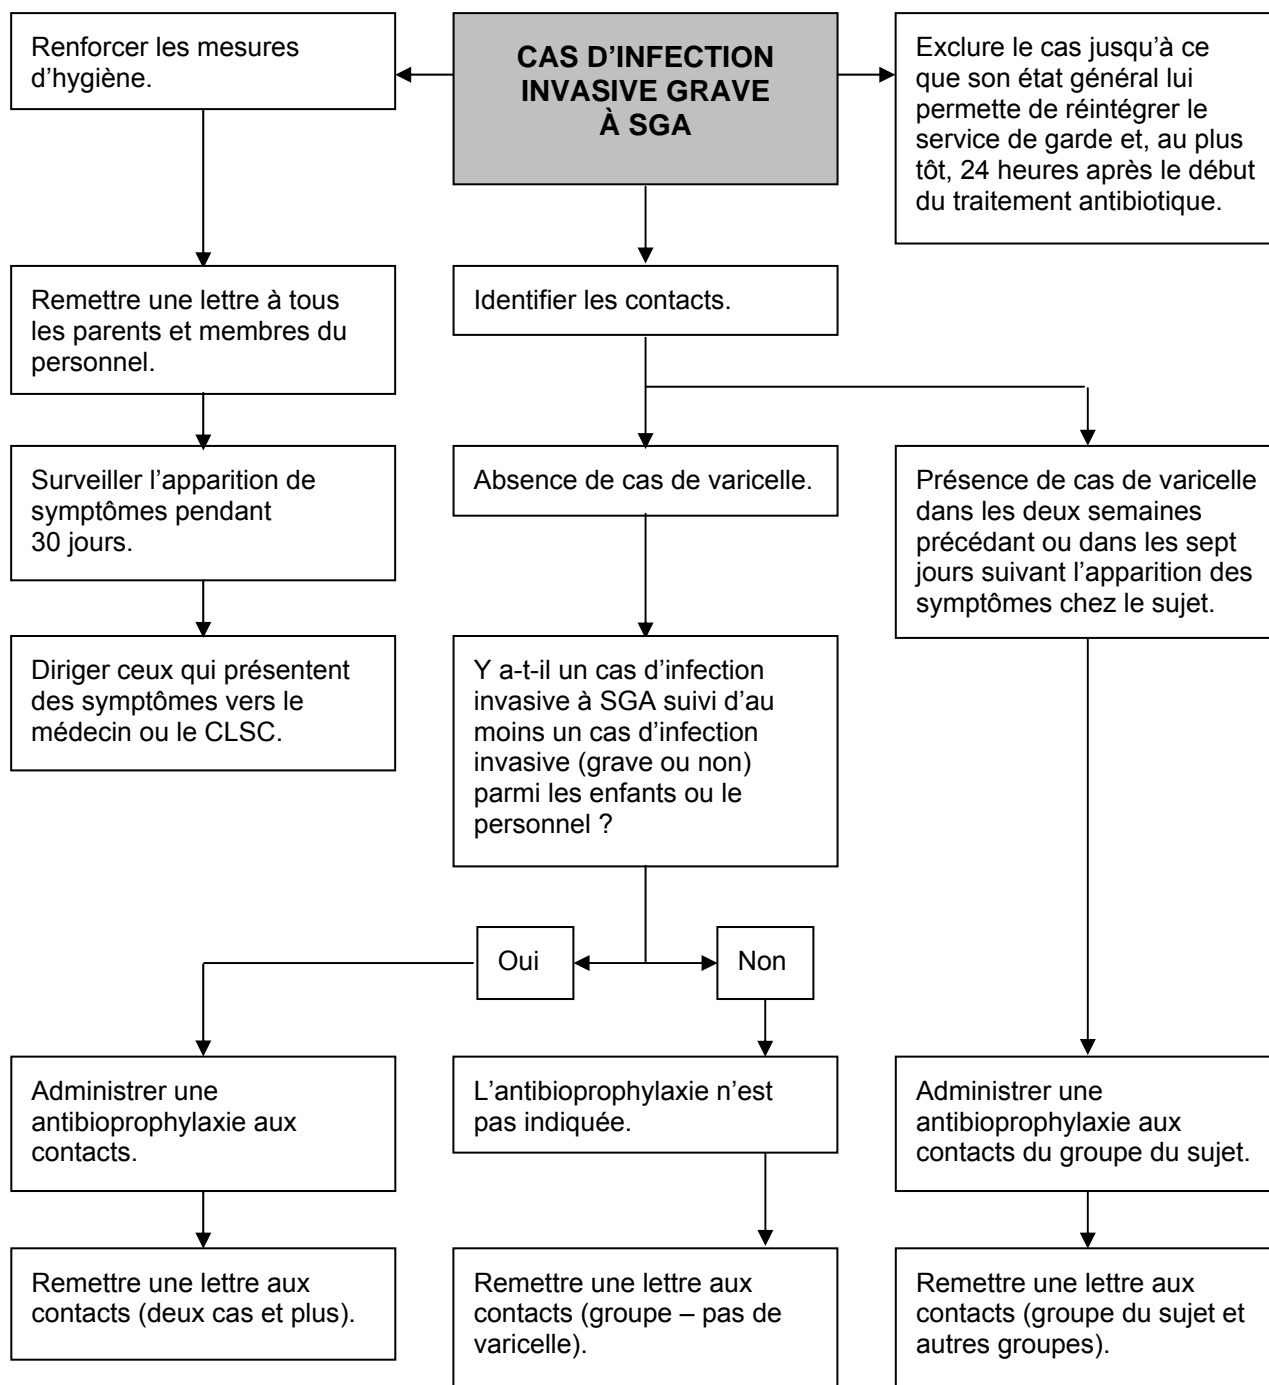 Renforcer les mesures
d'hygiène.
CAS D'INFECTION
INVASIVE GRAVE
À SGA
Exclure le cas jusqu'à ce
que son état général lui
permette de réintégrer le
service de garde et, au plus
tôt, 24 heures après le début
du traitement antibiotique.
Remettre une lettre à tous
les parents et membres du
personnel.
Identifier les contacts.
Surveiller l'apparition de
symptômes pendant
30 jours.
Absence de cas de varicelle.
Présence de cas de varicelle
dans les deux semaines
précédant ou dans les sept
jours suivant l'apparition des
symptômes chez le sujet.
Diriger ceux qui présentent
des symptômes vers le
médecin ou le CLSC.
Y a-t-il un cas d'infection
invasive à SGA suivi d'au
moins un cas d'infection
invasive (grave ou non)
parmi les enfants ou le
personnel ?
Oui
Non
Administrer une
antibioprophylaxie aux
contacts.
L'antibioprophylaxie n'est
pas indiquée.
Administrer une
antibioprophylaxie aux
contacts du groupe du sujet.
Remettre une lettre aux
contacts (deux cas et plus).
Remettre une lettre aux
contacts (groupe – pas de
varicelle).
Remettre une lettre aux
contacts (groupe du sujet et
autres groupes).